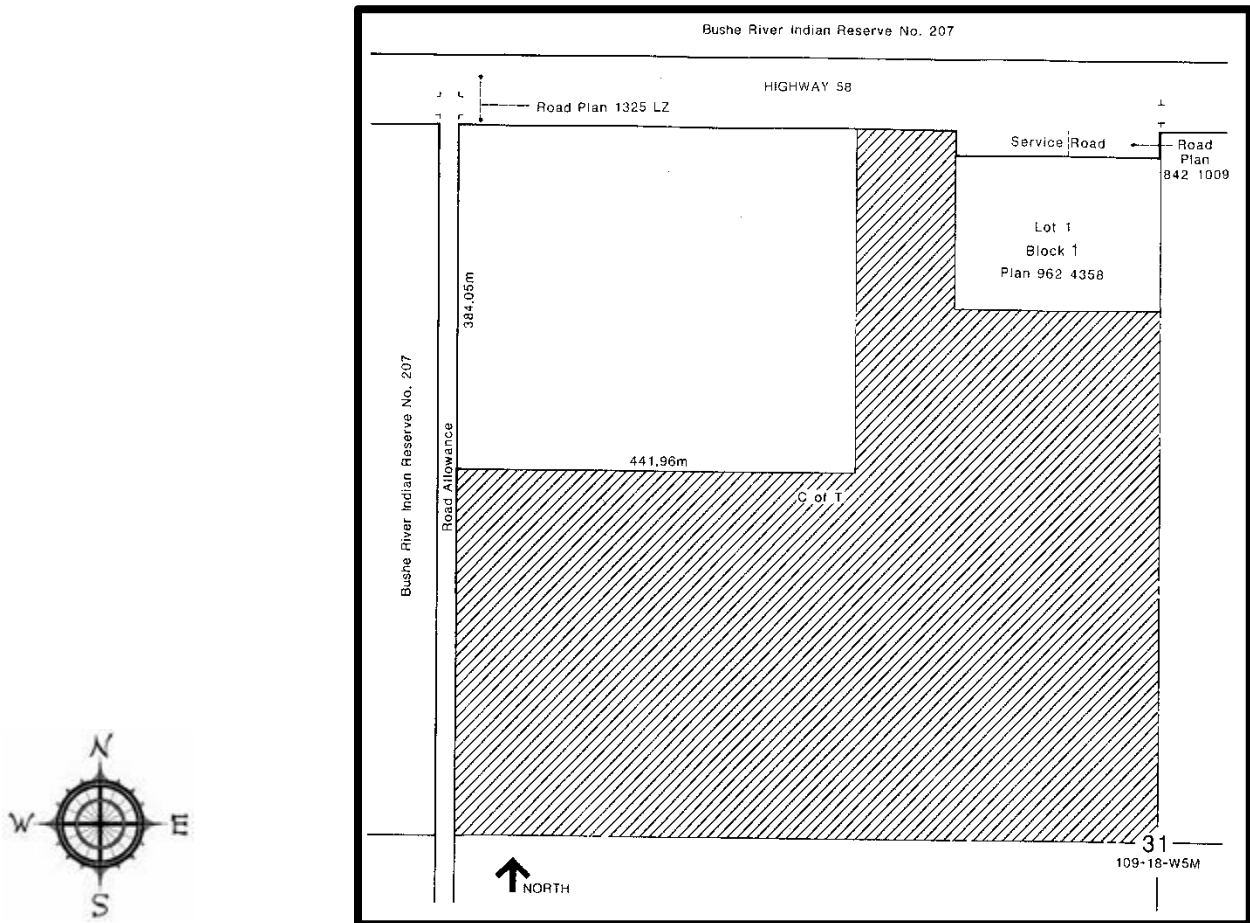 Bushe River Indian Reserve No. 207
HIGHWAY 58
Road Plan 1325 LZ
Service Road
Road
Plan
842 1009
Lot 1
Block 1
Plan 962 4358
384.05m
Bushe River Indian Reserve No. 207
Road Allowance
441.96m
C of T
31
109-18-W5M
NORTH
N
W
E
S